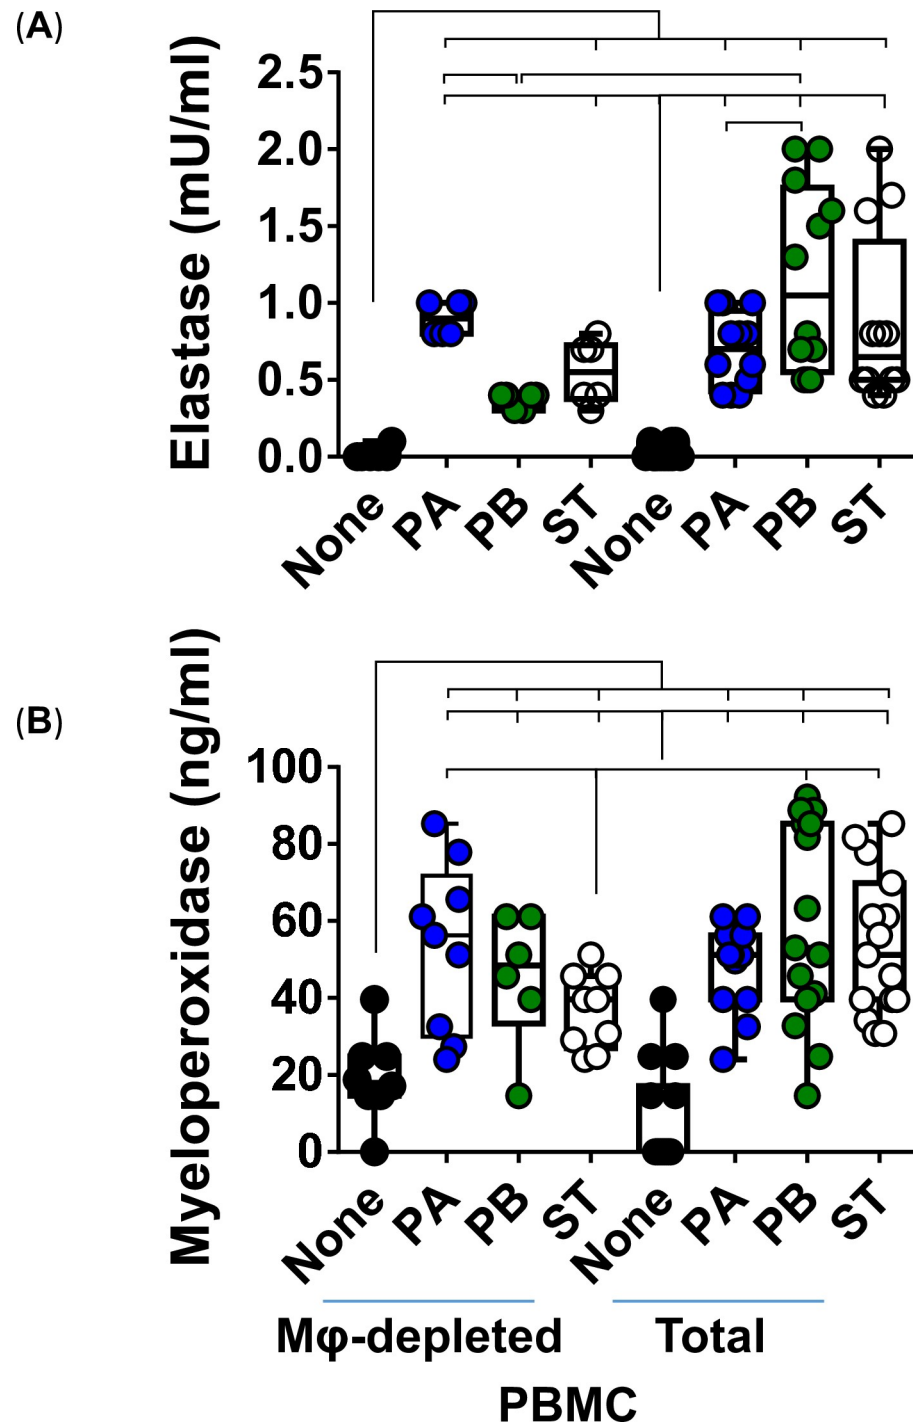 (A)
Elastase (mU/ml)
2.5
2.0
1.5
1.0
0.5
0.0
None PA PB ST None PA PB ST
(B)
Myeloperoxidase (ng/ml)
100
80
60
40
20
0
None PA PB ST None PA PB ST
Mφ-depleted Total
PBMC